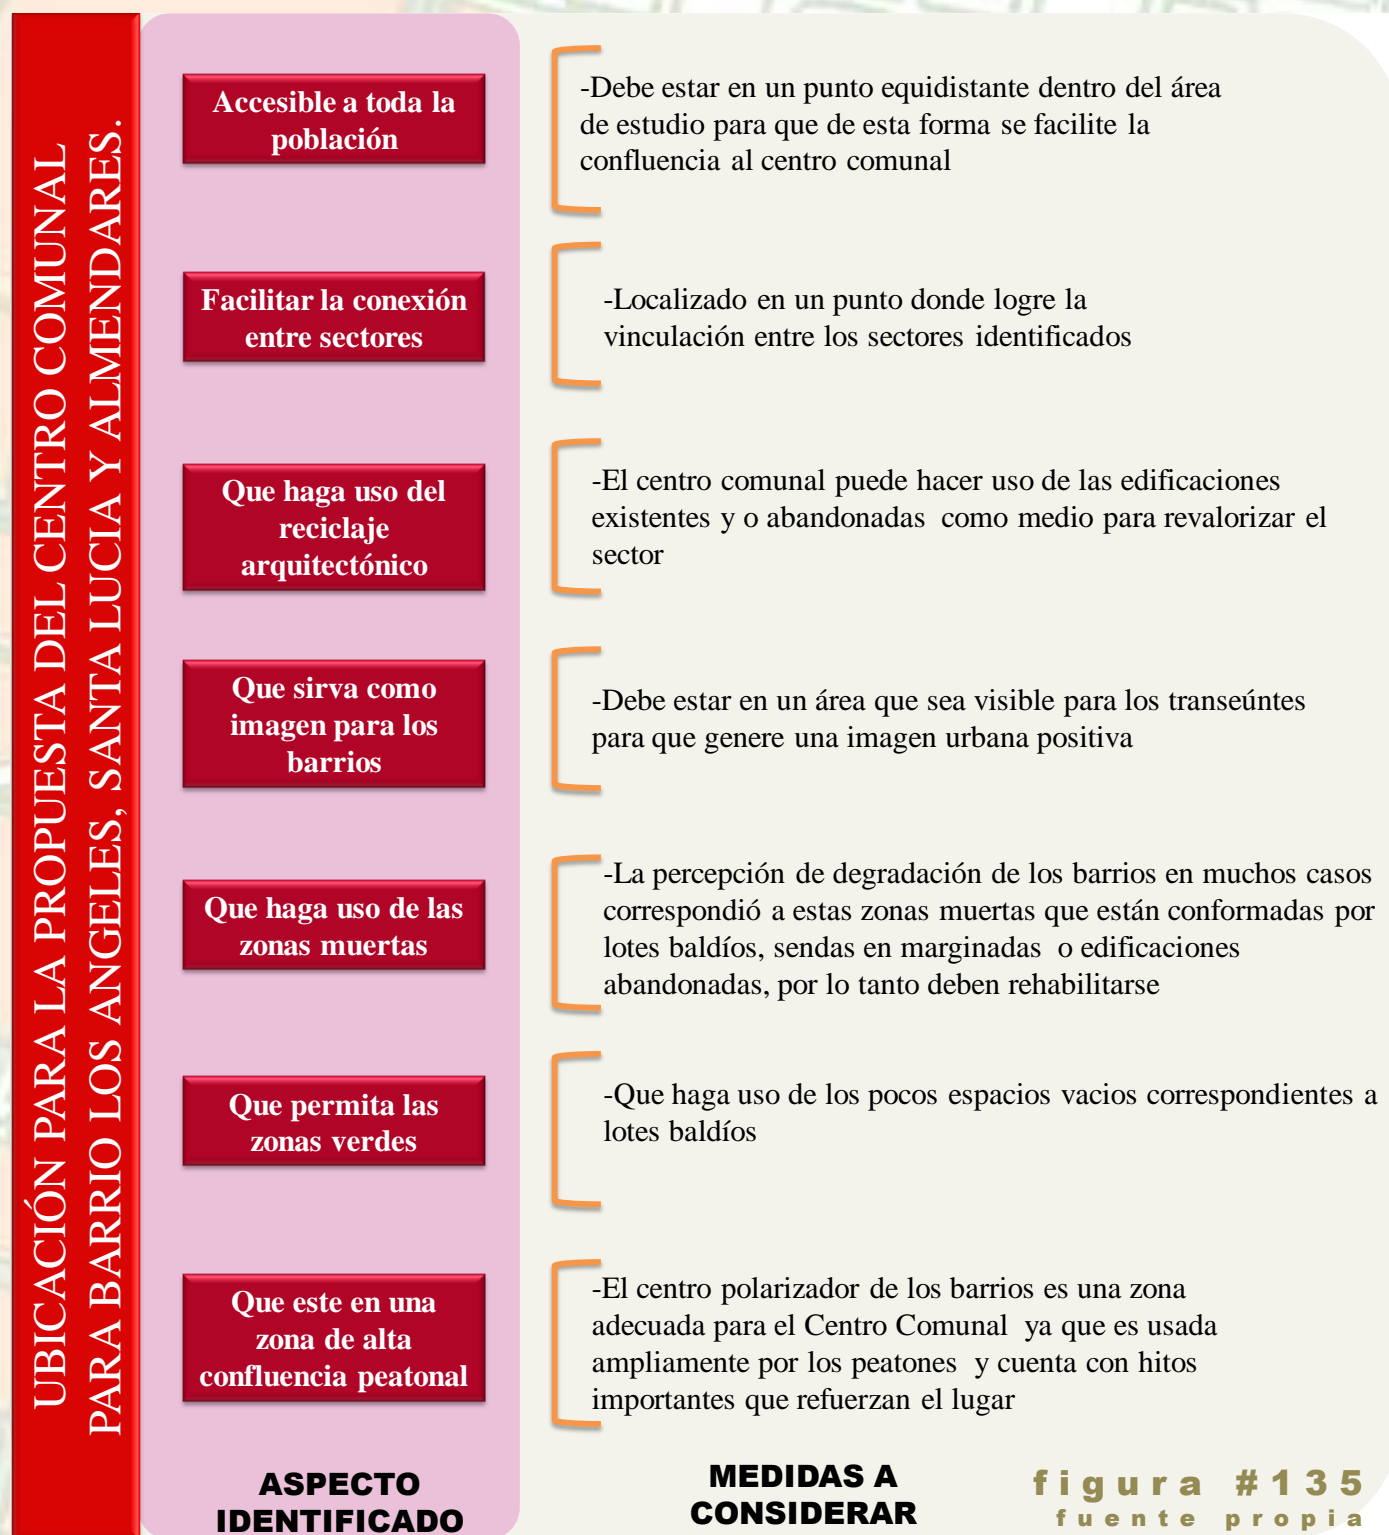 UBICACIÓN PARA LA PROPUESTA DEL CENTRO COMUNAL
PARA BARRIO LOS ANGELES, SANTA LUCIA Y ALMENDARES.
Accesible a toda la
población
-Debe estar en un punto equidistante dentro del área
de estudio para que de esta forma se facilite la
confluencia al centro comunal
Facilitar la conexión
entre sectores
-Localizado en un punto donde logre la
vinculación entre los sectores identificados
Que haga uso del
reciclaje
arquitectónico
-El centro comunal puede hacer uso de las edificaciones
existentes y o abandonadas como medio para revalorizar el
sector
Que sirva como
imagen para los
barrios
-Debe estar en un área que sea visible para los transeúntes
para que genere una imagen urbana positiva
Que haga uso de las
zonas muertas
-La percepción de degradación de los barrios en muchos casos
correspondió a estas zonas muertas que están conformadas por
lotes baldíos, sendas en marginadas o edificaciones
abandonadas, por lo tanto deben rehabilitarse
Que permita las
zonas verdes
-Que haga uso de los pocos espacios vacios correspondientes a
lotes baldíos
Que este en una
zona de alta
confluencia peatonal
-El centro polarizador de los barrios es una zona
adecuada para el Centro Comunal ya que es usada
ampliamente por los peatones y cuenta con hitos
importantes que refuerzan el lugar
ASPECTO
IDENTIFICADO
MEDIDAS A
CONSIDERAR
figura #135
fuente propia